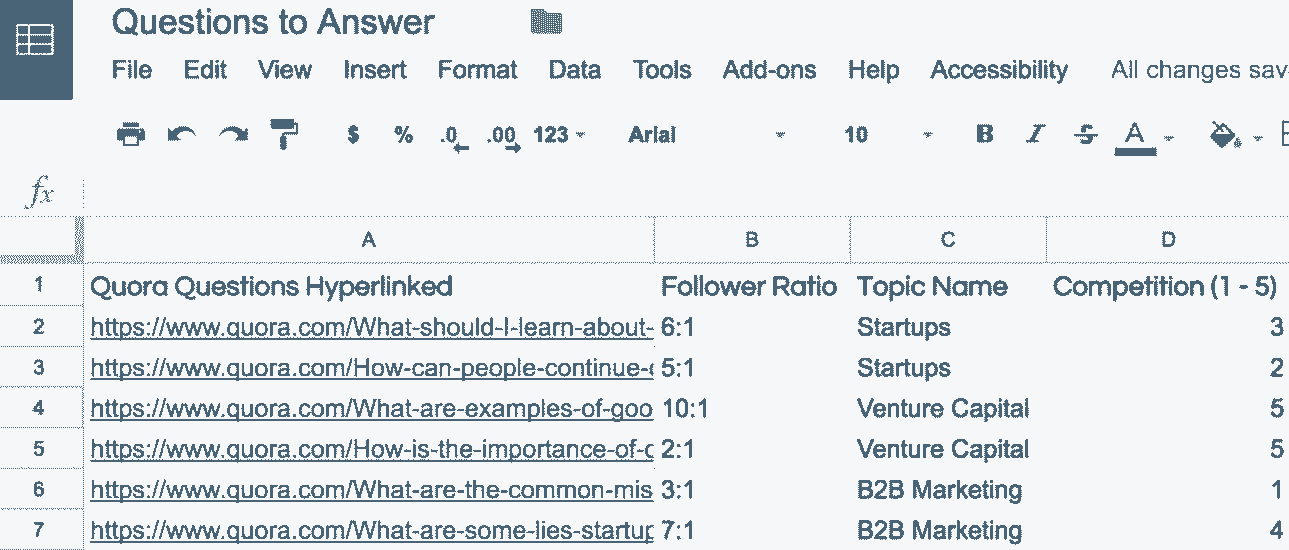 Questions to Answer
File Edit View Insert Format Data Tools Add-ons Help Accessibility All changes sav
$ % .0 .00 123 Arial 10 B I S A
fx
A B C D
1 Quora Questions Hyperlinked Follower Ratio Topic Name Competition (1 - 5)
2 https://www.quora.com/What-should-I-learn-about- 6:1 Startups 3
3 https://www.quora.com/How-can-people-continue- 5:1 Startups 2
4 https://www.quora.com/What-are-examples-of-goo 10:1 Venture Capital 5
5 https://www.quora.com/How-is-the-importance-of- 2:1 Venture Capital 5
6 https://www.quora.com/What-are-the-common-mis 3:1 B2B Marketing 1
7 https://www.quora.com/What-are-some-lies-startup 7:1 B2B Marketing 4